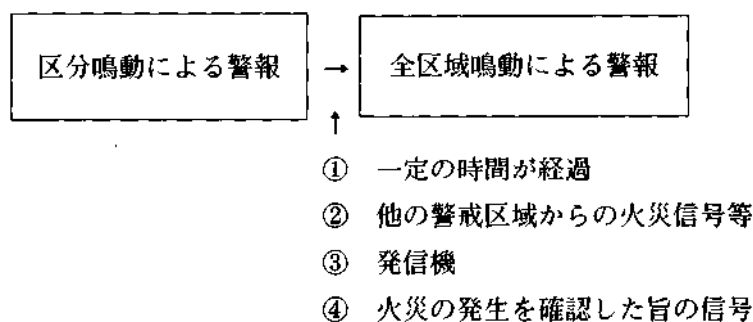 区分鳴動による警報 → 全区域鳴動による警報
↑
① 一定の時間が経過
② 他の警戒区域からの火災信号等
③ 発信機
④ 火災の発生を確認した旨の信号